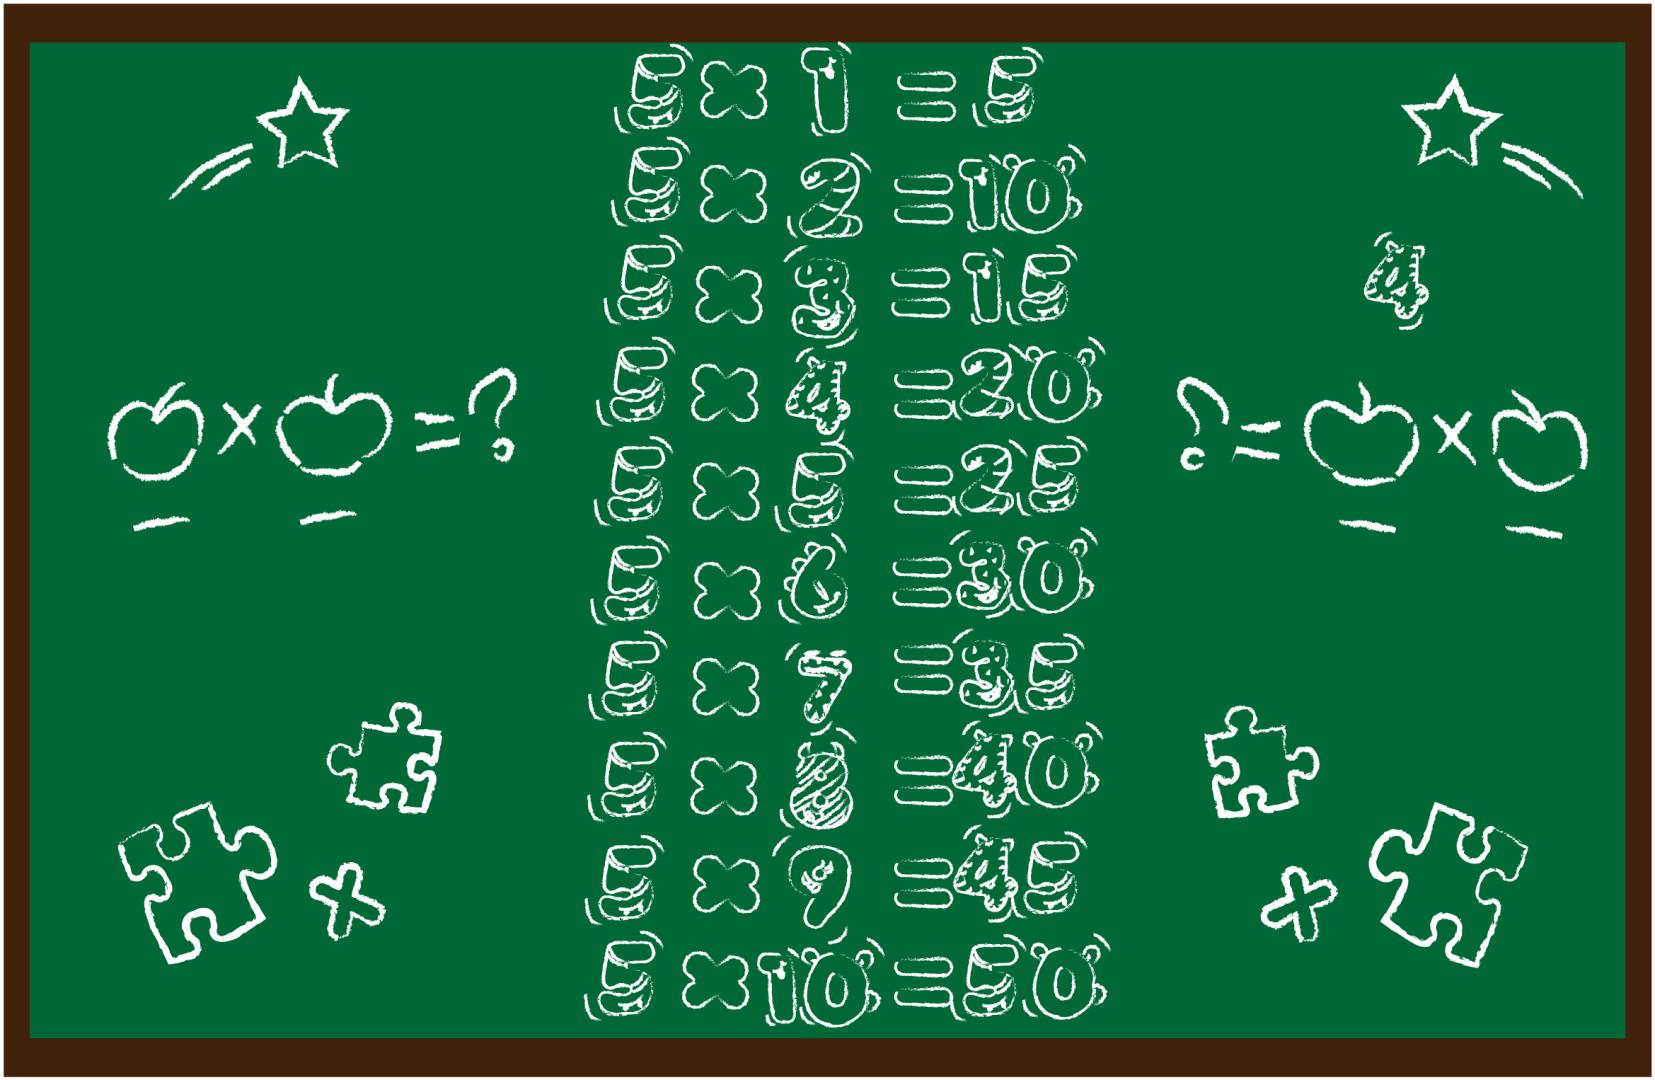 5 × 1 = 5
5 × 2 = 10
5 × 3 = 15
4
5 × 4 = 20
× = ?
? = ×
5 × 5 = 25
5 × 6 = 30
5 × 7 = 35
5 × 8 = 40
5 × 9 = 45
×
×
5 × 10 = 50